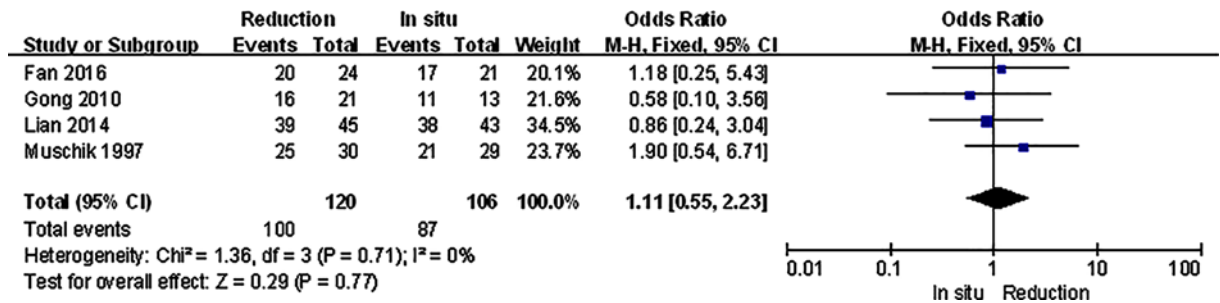 Reduction In situ Odds Ratio Odds Ratio
Study or Subgroup Events Total Events Total Weight M-H, Fixed, 95% CI M-H, Fixed, 95% CI
Fan 2016 20 24 17 21 20.1% 1.18 [0.25, 5.43]
Gong 2010 16 21 11 13 21.6% 0.58 [0.10, 3.56]
Lian 2014 39 45 38 43 34.5% 0.86 [0.24, 3.04]
Muschik 1997 25 30 21 29 23.7% 1.90 [0.54, 6.71]
Total (95% CI) 120 106 100.0% 1.11 [0.55, 2.23]
Total events 100 87
Heterogeneity: Chi² = 1.36, df = 3 (P = 0.71); I² = 0%
Test for overall effect: Z = 0.29 (P = 0.77)
0.01 0.1 1 10 100
In situ Reduction